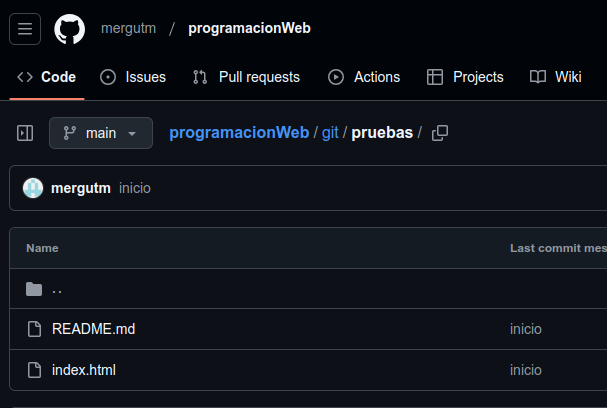 mergutm / programacionWeb
Code Issues Pull requests Actions Projects Wiki
main programacionWeb / git / pruebas /
mergutm inicio
Name Last commit mes
..
README.md inicio
index.html inicio